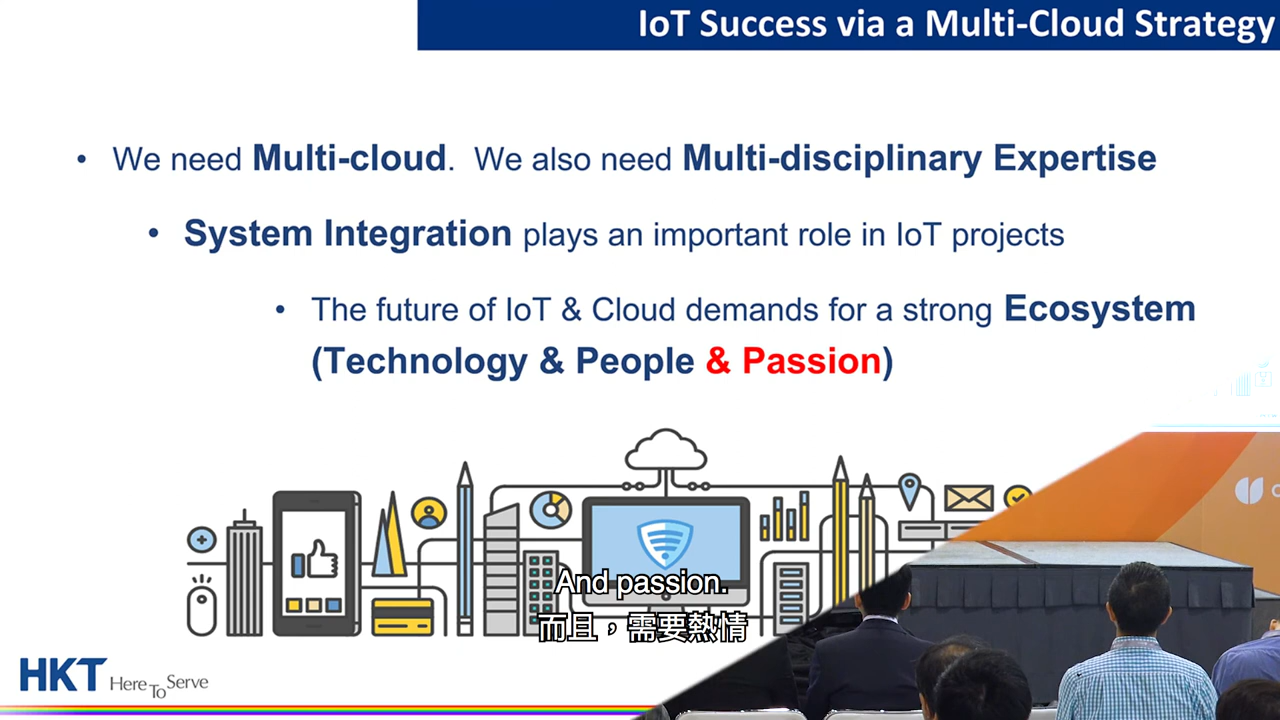 IoT Success via a Multi-Cloud Strategy
• We need Multi-cloud. We also need Multi-disciplinary Expertise
• System Integration plays an important role in IoT projects
• The future of IoT & Cloud demands for a strong Ecosystem
(Technology & People & Passion)
And passion.
而且，需要熱情
HKT Here To Serve